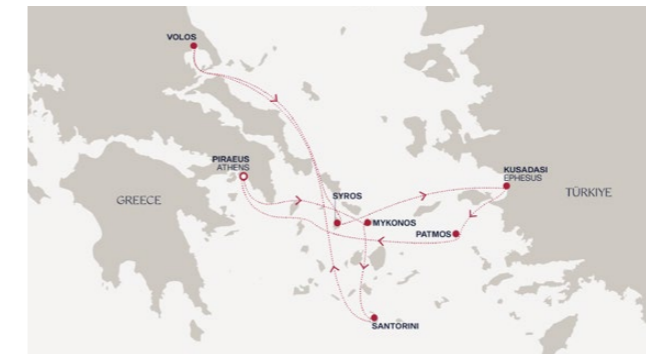 VOLOS
PIRAEUS
ATHENS
GREECE
SYROS
MYKONOS
KUSADASI
EPHESUS
TÜRKIYE
PATMOS
SANTORINI